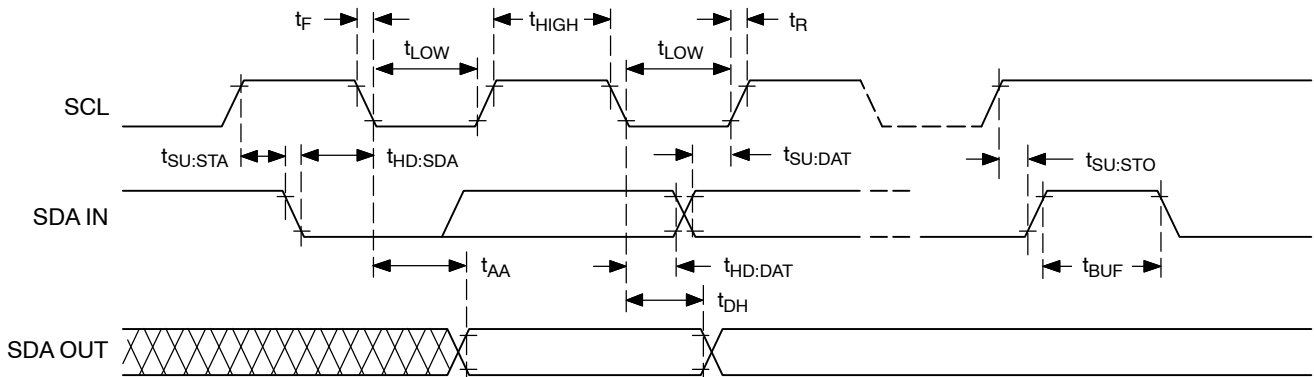 tF
tHIGH
tR
tLOW
tLOW
SCL
tSU:STA
tHD:SDA
tSU:DAT
tSU:STO
SDA IN
tAA
tHD:DAT
tBUF
tDH
SDA OUT